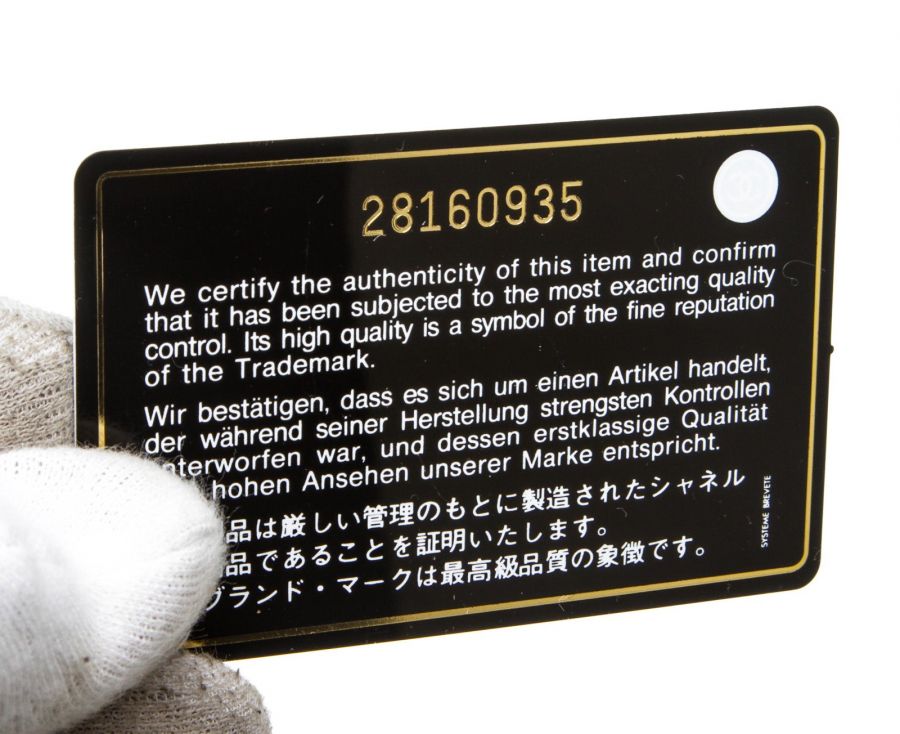 28160935
We certify the authenticity of this item and confirm
that it has been subjected to the most exacting quality
control. Its high quality is a symbol of the fine reputation
of the Trademark.
Wir bestätigen, dass es sich um einen Artikel handelt,
der während seiner Herstellung strengsten Kontrollen
unterworfen war, und dessen erstklassige Qualität
hohen Ansehen unserer Marke entspricht.
品は厳しい管理のもとに製造されたシャネル
品であることを証明いたします。
ブランド・マークは最高級品質の象徴です。
SYSTEME BREVETE